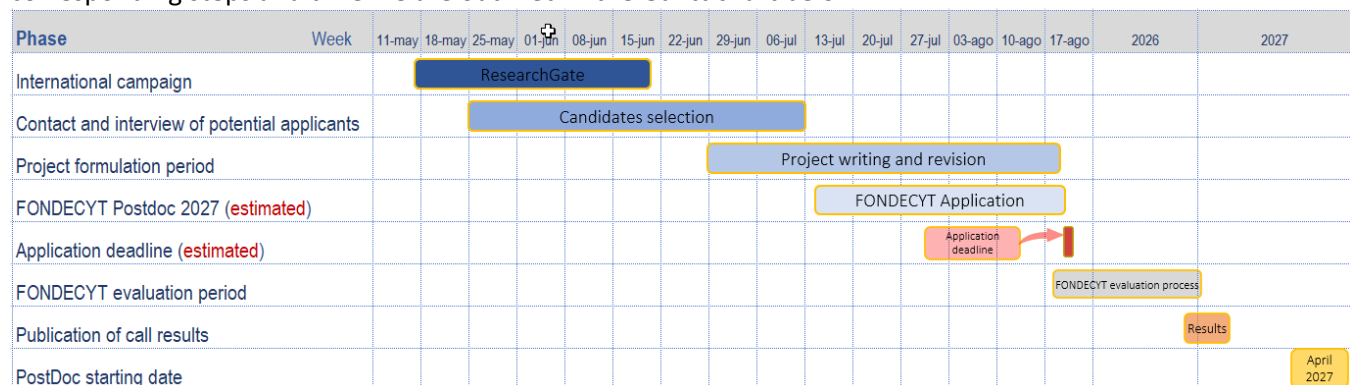 Phase Week 11-may 18-may 25-may 01-jun 08-jun 15-jun 22-jun 29-jun 06-jul 13-jul 20-jul 27-jul 03-ago 10-ago 17-ago 2026 2027
International campaign ResearchGate
Contact and interview of potential applicants Candidates selection
Project formulation period Project writing and revision
FONDECYT Postdoc 2027 (estimated) FONDECYT Application
Application deadline (estimated) Application
deadline
FONDECYT evaluation period FONDECYT evaluation process
Publication of call results Results
PostDoc starting date April
2027